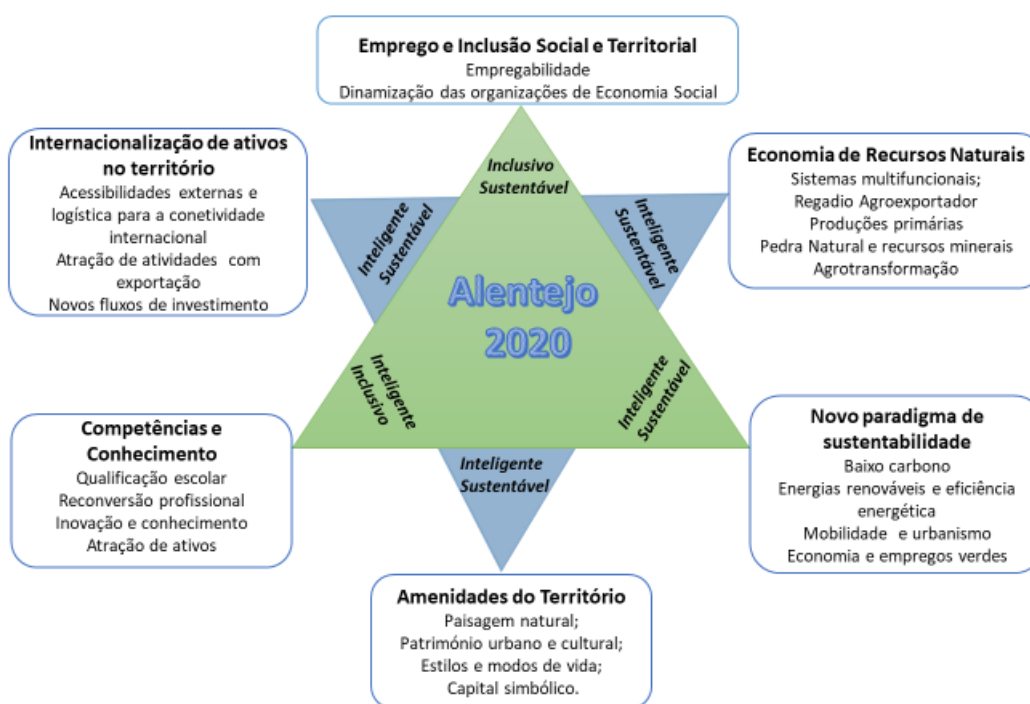 Emprego e Inclusão Social e Territorial
Empregabilidade
Dinamização das organizações de Economia Social
Internacionalização de ativos
no território
Acessibilidades externas e
logística para a conetividade
internacional
Atração de atividades com
exportação
Novos fluxos de investimento
Economia de Recursos Naturais
Sistemas multifuncionais;
Regadio Agroexportador
Produções primárias
Pedra Natural e recursos minerais
Agrotransformação
Inclusivo
Sustentável
Inteligente
Sustentável
Inteligente
Sustentável
Alentejo
2020
Inteligente
Inclusivo
Inteligente
Sustentável
Inteligente
Sustentável
Competências e
Conhecimento
Qualificação escolar
Reconversão profissional
Inovação e conhecimento
Atração de ativos
Novo paradigma de
sustentabilidade
Baixo carbono
Energias renováveis e eficiência
energética
Mobilidade e urbanismo
Economia e empregos verdes
Amenidades do Território
Paisagem natural;
Património urbano e cultural;
Estilos e modos de vida;
Capital simbólico.